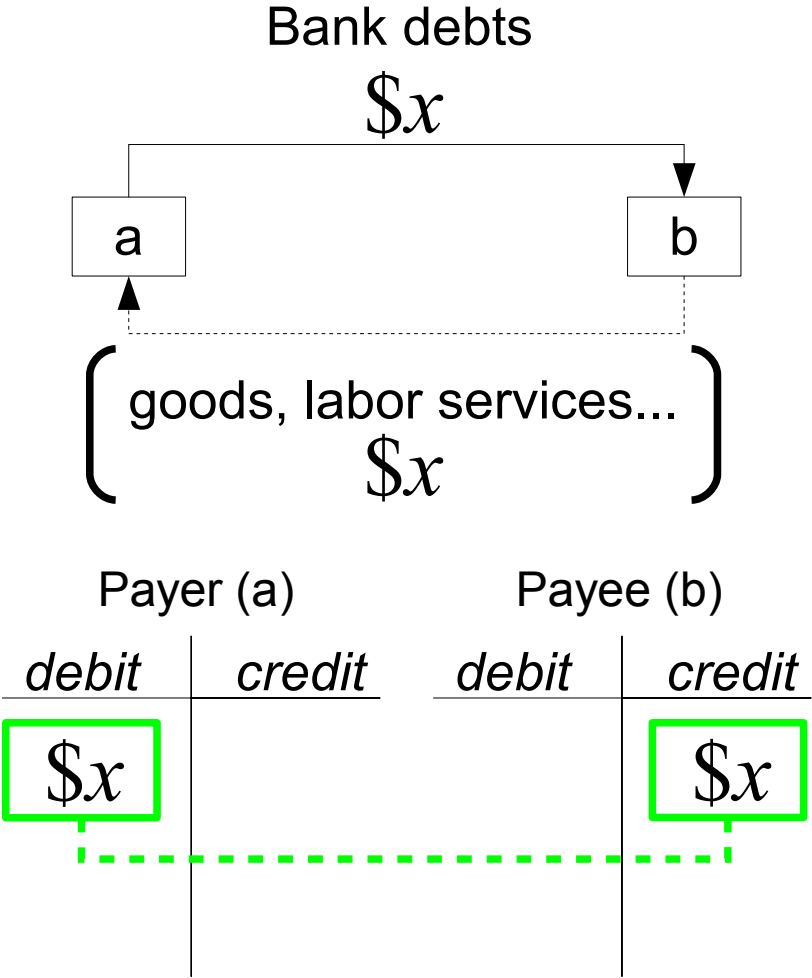 Bank debts
$x
a b
goods, labor services...
$x
Payer (a) Payee (b)
debit credit debit credit
$x $x